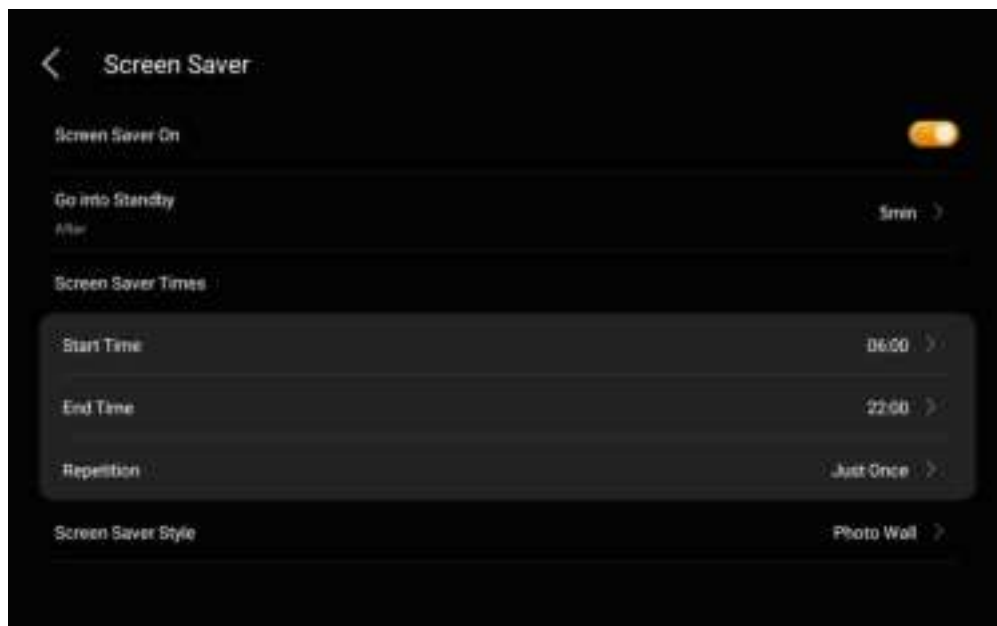 Screen Saver
Screen Saver On
Go into Standby
5min
After
Screen Saver Times
Start Time
06:00
End Time
22:00
Repetition
Just Once
Screen Saver Style
Photo Wall